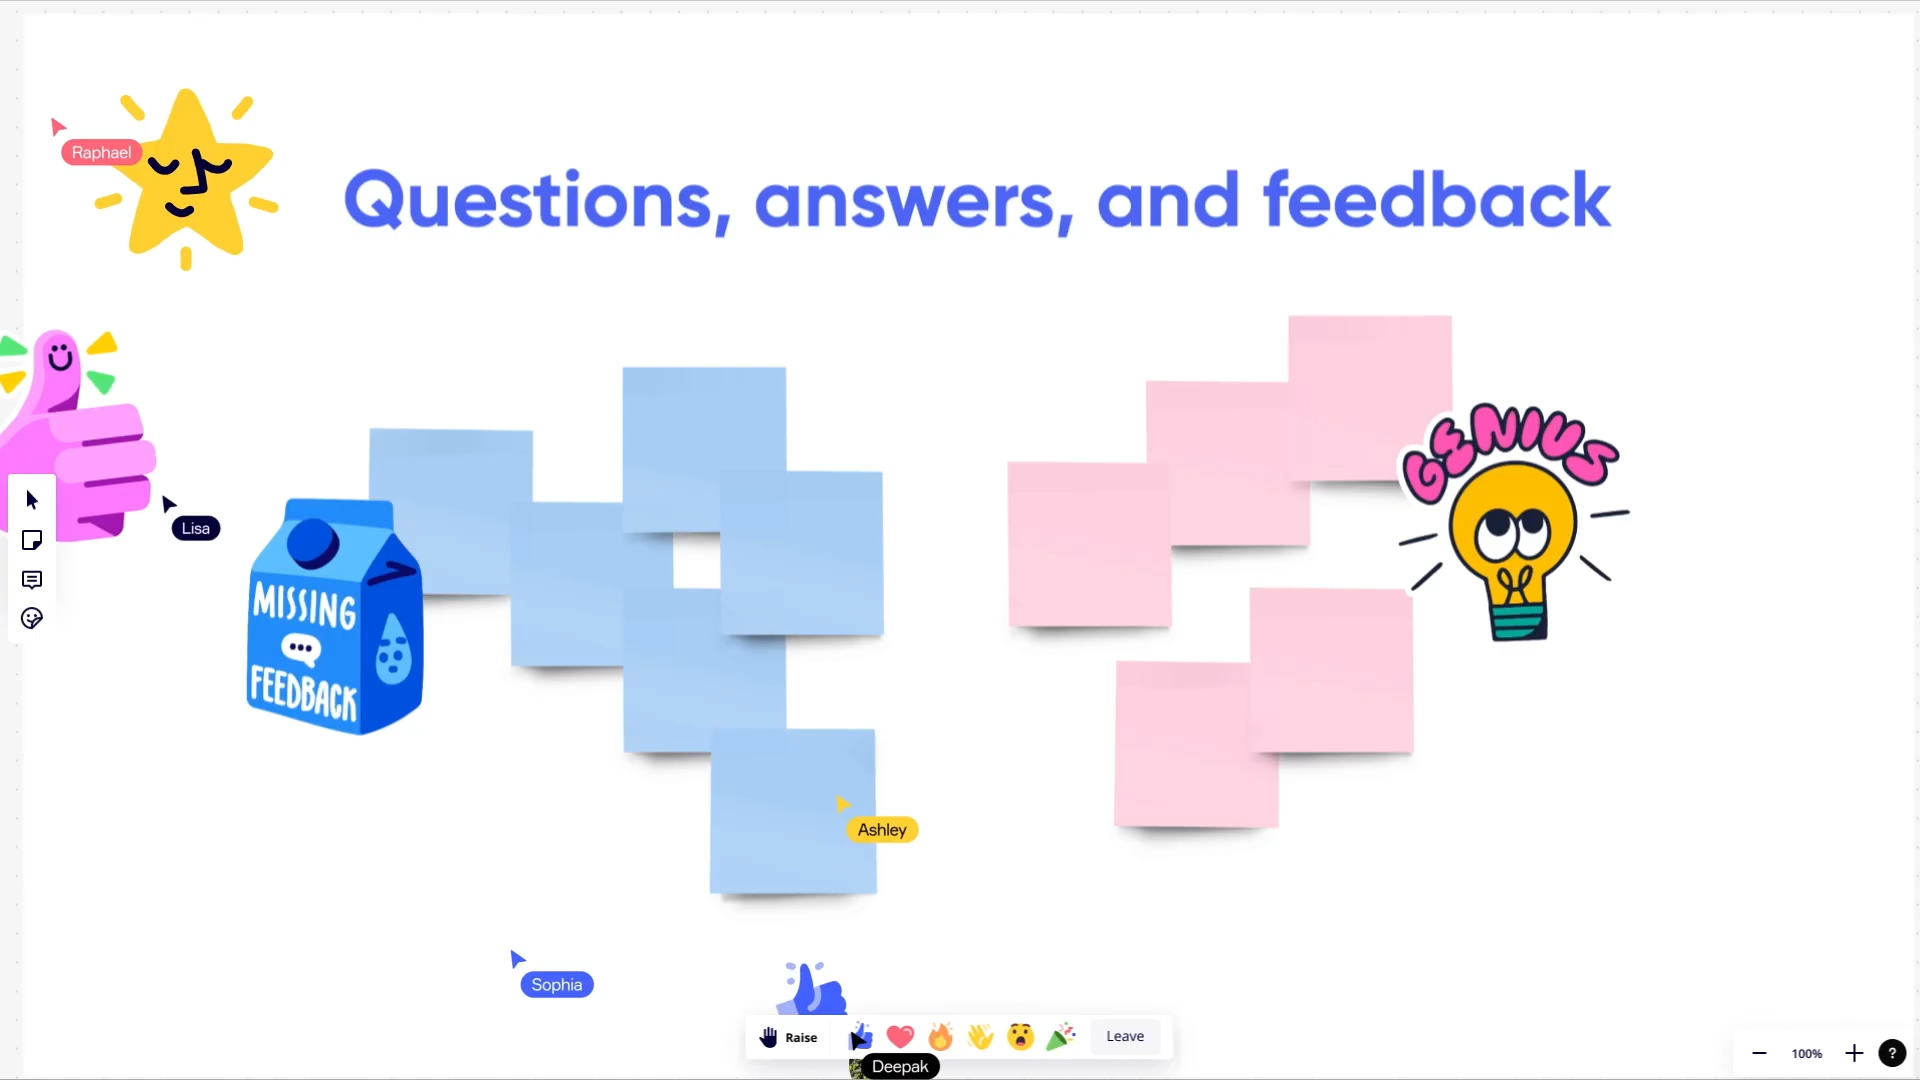 Raphael
Questions, answers, and feedback
GENIUS
Lisa
MISSING
FEEDBACK
Ashley
Sophia
Raise
Leave
Deepak
100%
?